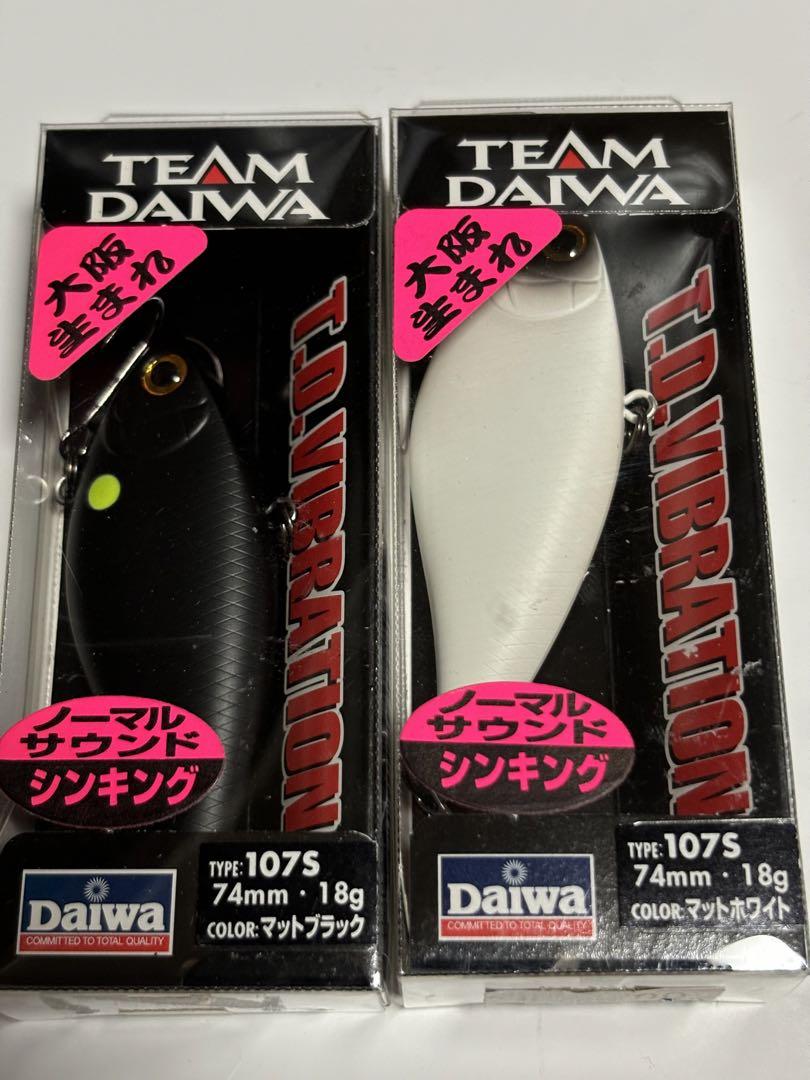 TEAM
DAIWA
大阪
生まれ
T.D.VIBRATION
ノーマル
サウンド
シンキング
Daiwa
COMMITTED TO TOTAL QUALITY
TYPE: 107S
74mm・18g
COLOR: マットブラック
TEAM
DAIWA
大阪
生まれ
T.D.VIBRATION
ノーマル
サウンド
シンキング
Daiwa
COMMITTED TO TOTAL QUALITY
TYPE: 107S
74mm・18g
COLOR: マットホワイト